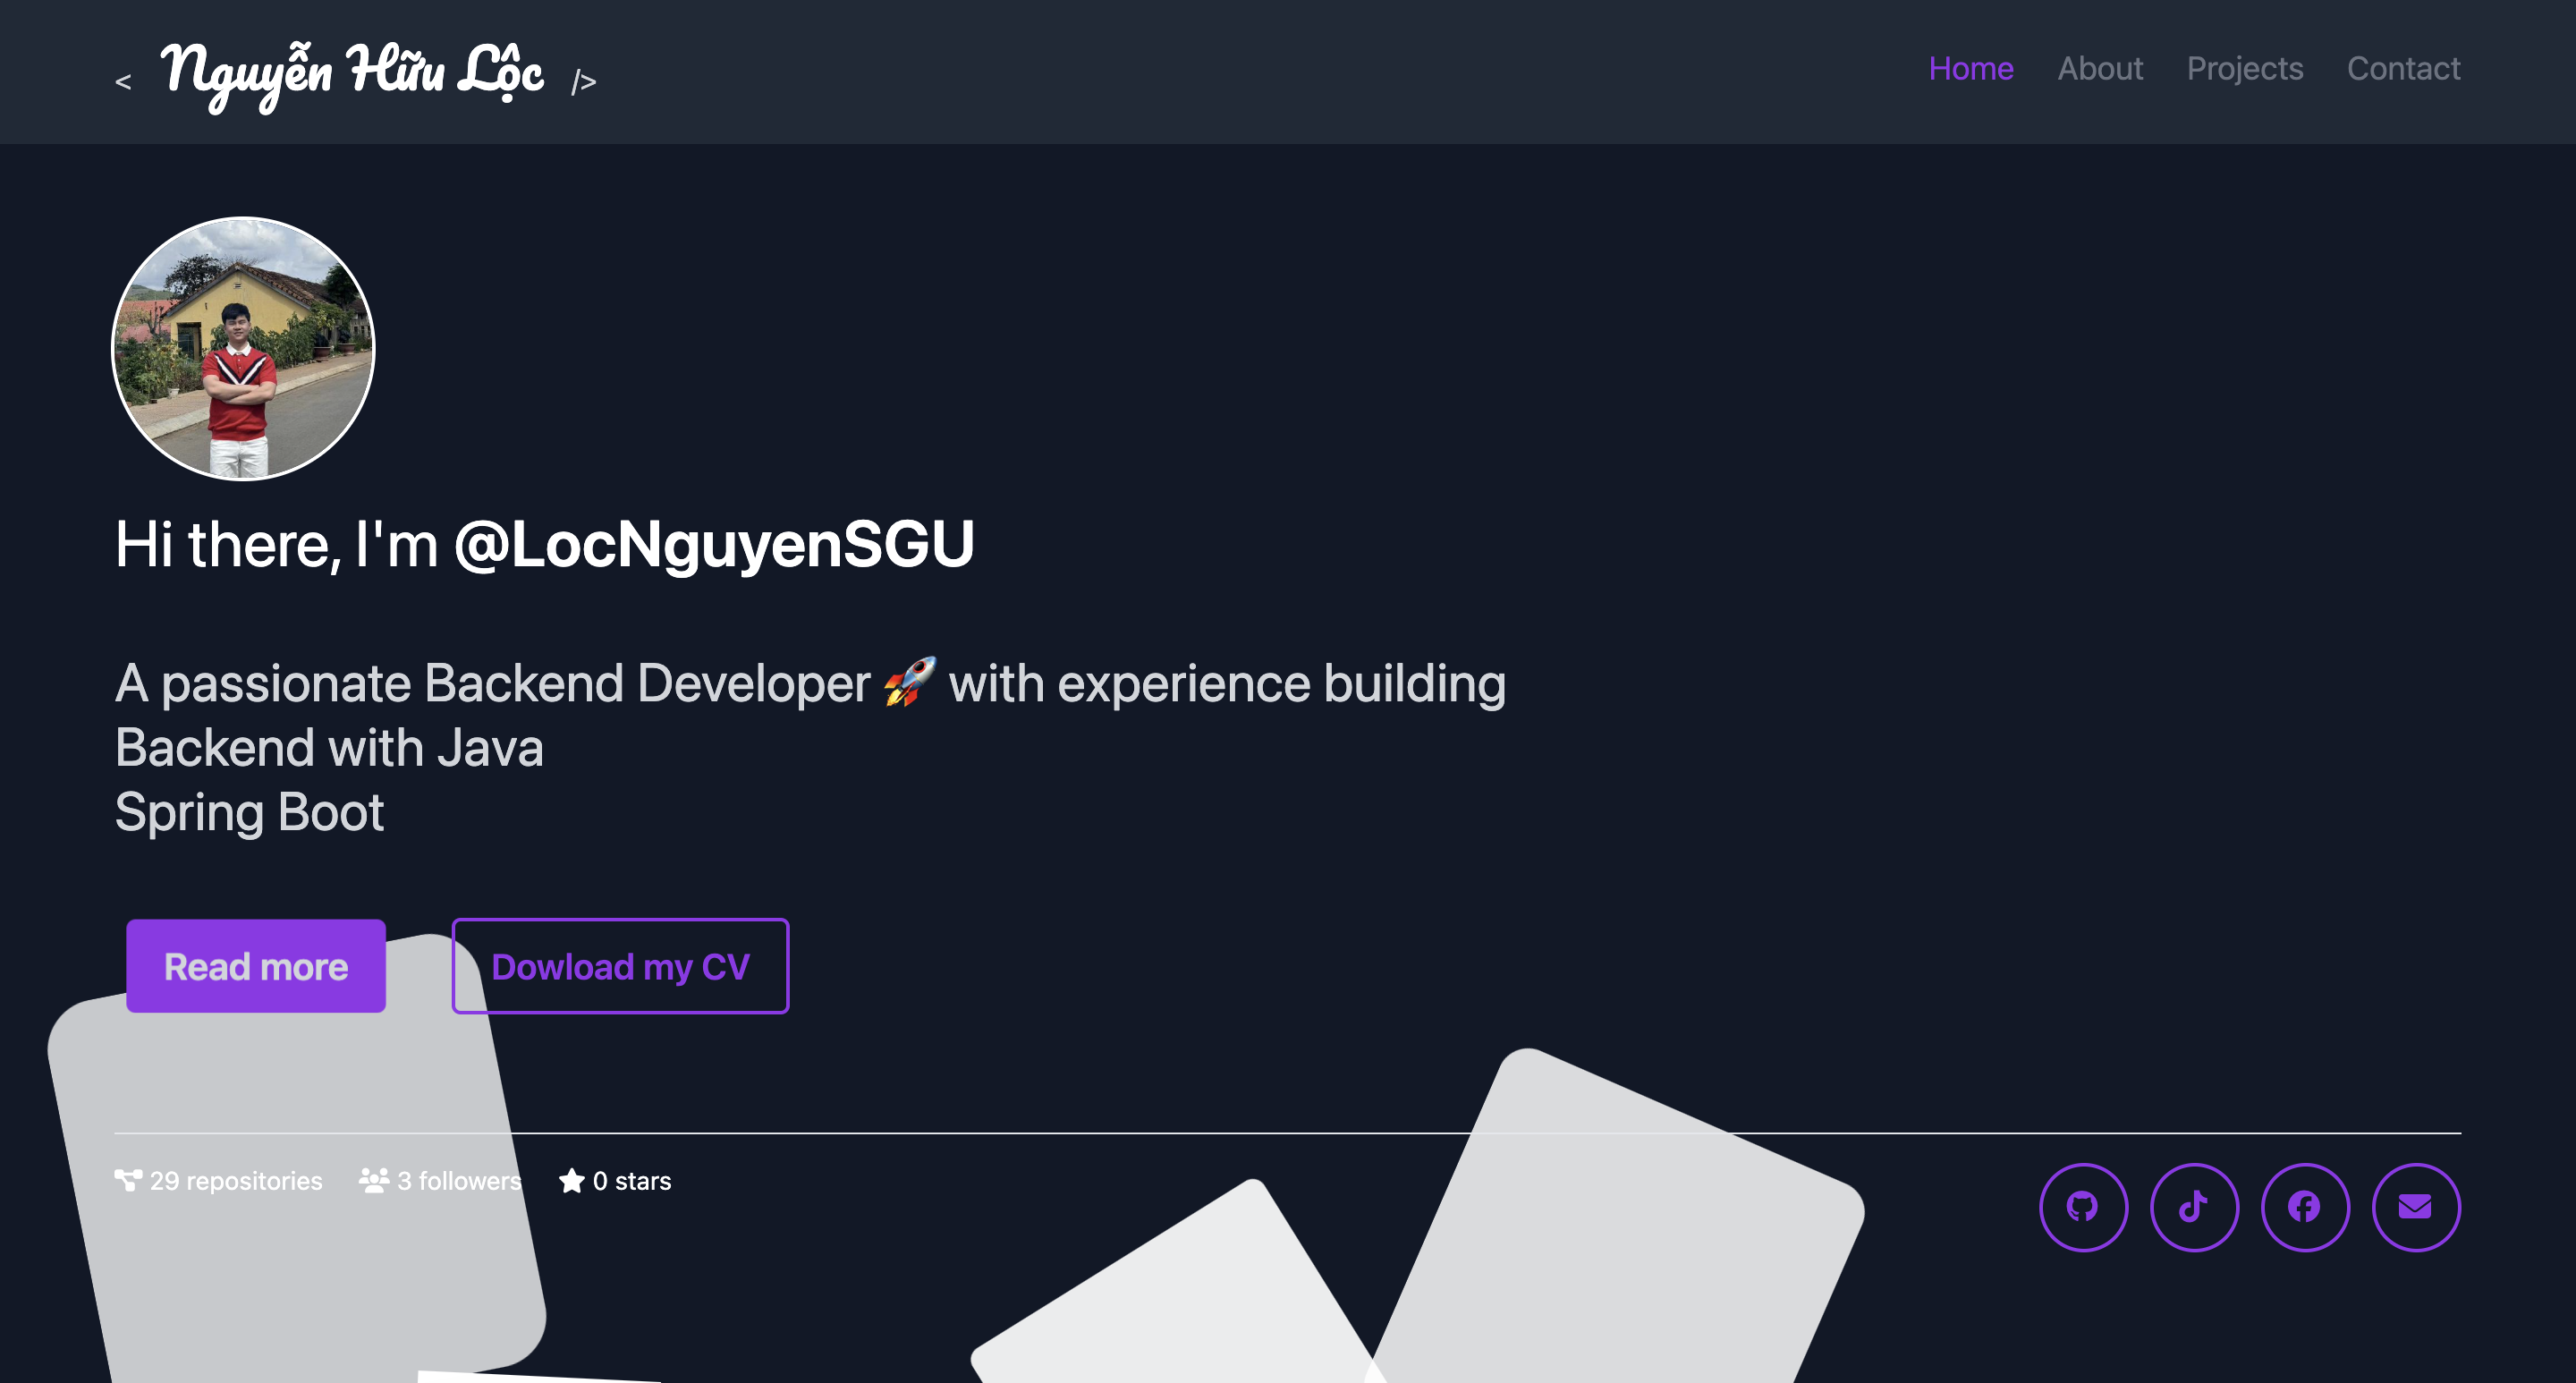 < Nguyễn Hữu Lộc />
Home About Projects Contact
Hi there, I'm @LocNguyenSGU
A passionate Backend Developer 🚀 with experience building
Backend with Java
Spring Boot
Read more
Dowload my CV
29 repositories 3 followers 0 stars